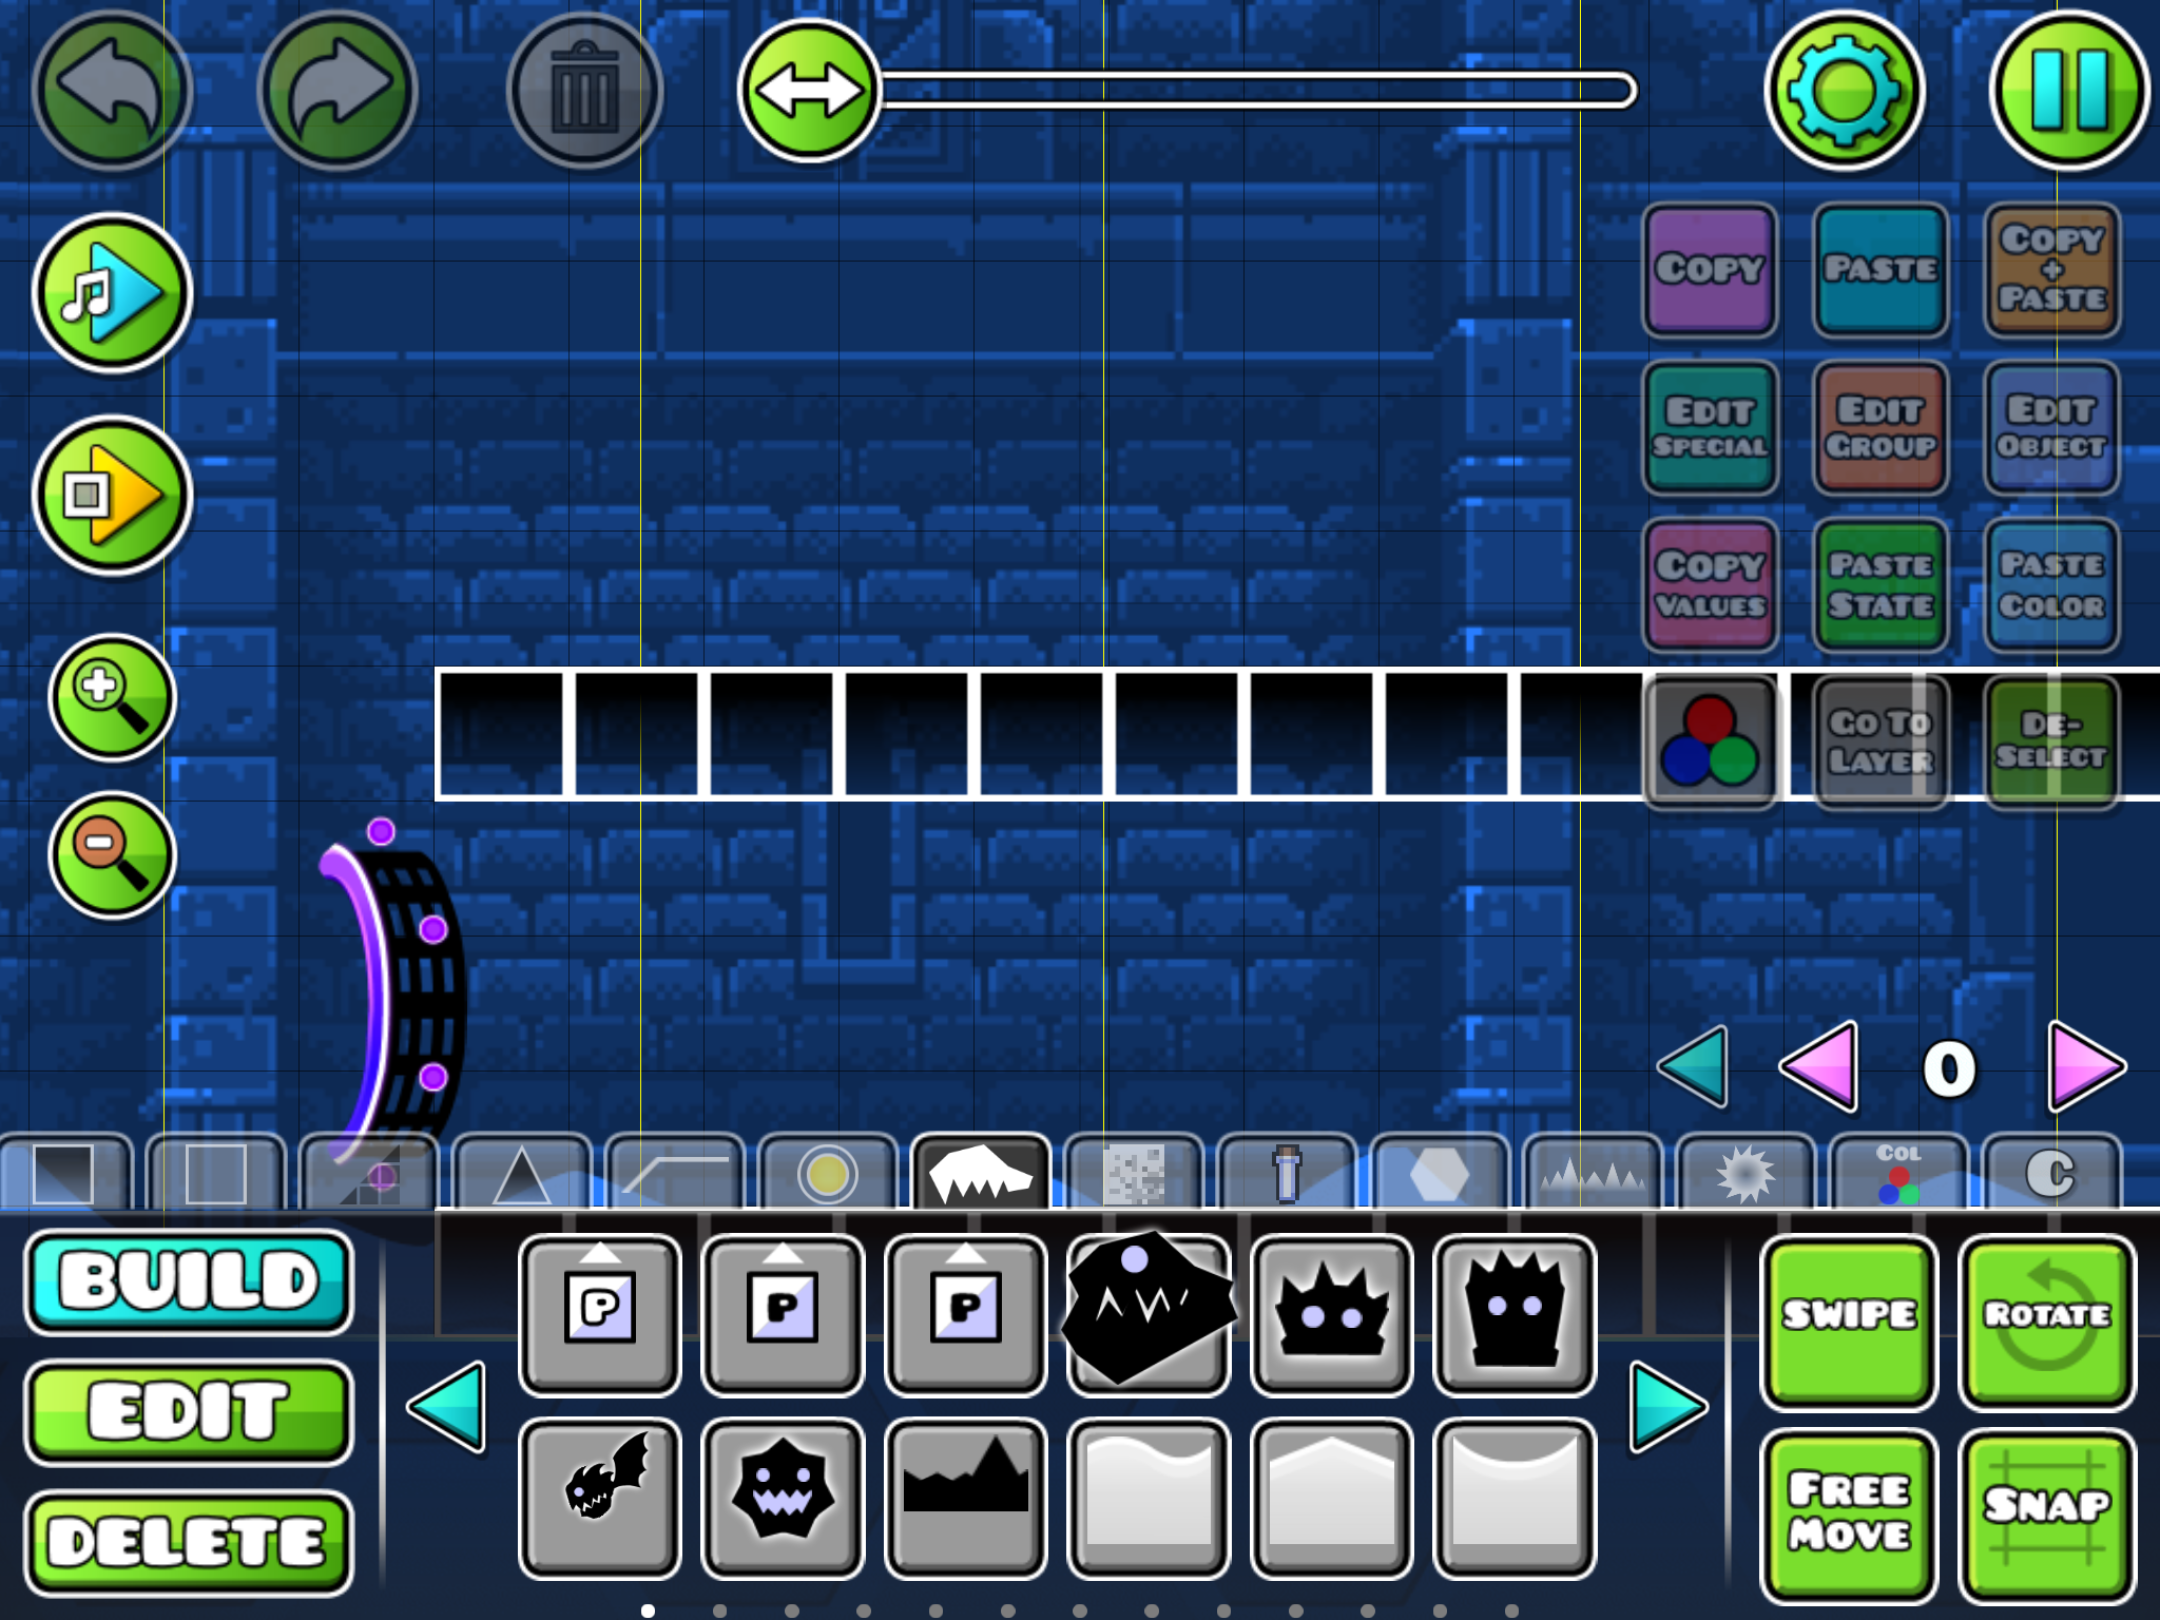 COPY
PASTE
COPY
+
PASTE
EDIT
SPECIAL
EDIT
GROUP
EDIT
OBJECT
COPY
VALUES
PASTE
STATE
PASTE
COLOR
GO TO
LAYER
DE-
SELECT
0
COL
C
BUILD
EDIT
DELETE
P
P
P
SWIPE
ROTATE
FREE
MOVE
SNAP